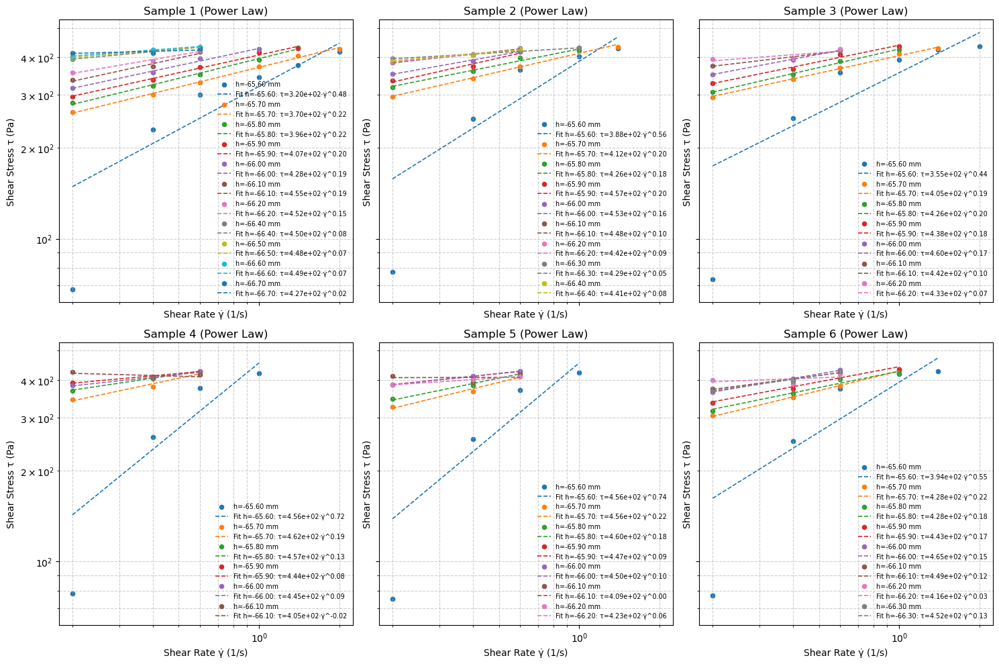 Sample 1 (Power Law)
Shear Stress τ (Pa)
4 × 10²
3 × 10²
2 × 10²
10²
h=-65.60 mm
Fit h=-65.60: τ=3.20e+02·γ̇^0.48
h=-65.70 mm
Fit h=-65.70: τ=3.70e+02·γ̇^0.22
h=-65.80 mm
Fit h=-65.80: τ=3.96e+02·γ̇^0.22
h=-65.90 mm
Fit h=-65.90: τ=4.07e+02·γ̇^0.20
h=-66.00 mm
Fit h=-66.00: τ=4.28e+02·γ̇^0.19
h=-66.10 mm
Fit h=-66.10: τ=4.55e+02·γ̇^0.19
h=-66.20 mm
Fit h=-66.20: τ=4.52e+02·γ̇^0.15
h=-66.40 mm
Fit h=-66.40: τ=4.50e+02·γ̇^0.08
h=-66.50 mm
Fit h=-66.50: τ=4.48e+02·γ̇^0.07
h=-66.60 mm
Fit h=-66.60: τ=4.49e+02·γ̇^0.07
h=-66.70 mm
Fit h=-66.70: τ=4.27e+02·γ̇^0.02
Shear Rate γ̇ (1/s)
Sample 2 (Power Law)
Shear Stress τ (Pa)
h=-65.60 mm
Fit h=-65.60: τ=3.88e+02·γ̇^0.56
h=-65.70 mm
Fit h=-65.70: τ=4.12e+02·γ̇^0.20
h=-65.80 mm
Fit h=-65.80: τ=4.26e+02·γ̇^0.18
h=-65.90 mm
Fit h=-65.90: τ=4.57e+02·γ̇^0.20
h=-66.00 mm
Fit h=-66.00: τ=4.53e+02·γ̇^0.16
h=-66.10 mm
Fit h=-66.10: τ=4.48e+02·γ̇^0.10
h=-66.20 mm
Fit h=-66.20: τ=4.42e+02·γ̇^0.09
h=-66.30 mm
Fit h=-66.30: τ=4.29e+02·γ̇^0.05
h=-66.40 mm
Fit h=-66.40: τ=4.41e+02·γ̇^0.08
Shear Rate γ̇ (1/s)
Sample 3 (Power Law)
Shear Stress τ (Pa)
h=-65.60 mm
Fit h=-65.60: τ=3.55e+02·γ̇^0.44
h=-65.70 mm
Fit h=-65.70: τ=4.05e+02·γ̇^0.19
h=-65.80 mm
Fit h=-65.80: τ=4.26e+02·γ̇^0.20
h=-65.90 mm
Fit h=-65.90: τ=4.38e+02·γ̇^0.18
h=-66.00 mm
Fit h=-66.00: τ=4.60e+02·γ̇^0.17
h=-66.10 mm
Fit h=-66.10: τ=4.42e+02·γ̇^0.10
h=-66.20 mm
Fit h=-66.20: τ=4.33e+02·γ̇^0.07
Shear Rate γ̇ (1/s)
Sample 4 (Power Law)
Shear Stress τ (Pa)
4 × 10²
3 × 10²
2 × 10²
10²
h=-65.60 mm
Fit h=-65.60: τ=4.56e+02·γ̇^0.72
h=-65.70 mm
Fit h=-65.70: τ=4.62e+02·γ̇^0.19
h=-65.80 mm
Fit h=-65.80: τ=4.57e+02·γ̇^0.13
h=-65.90 mm
Fit h=-65.90: τ=4.44e+02·γ̇^0.08
h=-66.00 mm
Fit h=-66.00: τ=4.45e+02·γ̇^0.09
h=-66.10 mm
Fit h=-66.10: τ=4.05e+02·γ̇^-0.02
10⁰
Shear Rate γ̇ (1/s)
Sample 5 (Power Law)
Shear Stress τ (Pa)
h=-65.60 mm
Fit h=-65.60: τ=4.56e+02·γ̇^0.74
h=-65.70 mm
Fit h=-65.70: τ=4.56e+02·γ̇^0.22
h=-65.80 mm
Fit h=-65.80: τ=4.60e+02·γ̇^0.18
h=-65.90 mm
Fit h=-65.90: τ=4.47e+02·γ̇^0.09
h=-66.00 mm
Fit h=-66.00: τ=4.50e+02·γ̇^0.10
h=-66.10 mm
Fit h=-66.10: τ=4.09e+02·γ̇^0.00
h=-66.20 mm
Fit h=-66.20: τ=4.23e+02·γ̇^0.06
10⁰
Shear Rate γ̇ (1/s)
Sample 6 (Power Law)
Shear Stress τ (Pa)
h=-65.60 mm
Fit h=-65.60: τ=3.94e+02·γ̇^0.55
h=-65.70 mm
Fit h=-65.70: τ=4.28e+02·γ̇^0.22
h=-65.80 mm
Fit h=-65.80: τ=4.28e+02·γ̇^0.18
h=-65.90 mm
Fit h=-65.90: τ=4.43e+02·γ̇^0.17
h=-66.00 mm
Fit h=-66.00: τ=4.65e+02·γ̇^0.15
h=-66.10 mm
Fit h=-66.10: τ=4.49e+02·γ̇^0.12
h=-66.20 mm
Fit h=-66.20: τ=4.16e+02·γ̇^0.03
h=-66.30 mm
Fit h=-66.30: τ=4.52e+02·γ̇^0.13
10⁰
Shear Rate γ̇ (1/s)